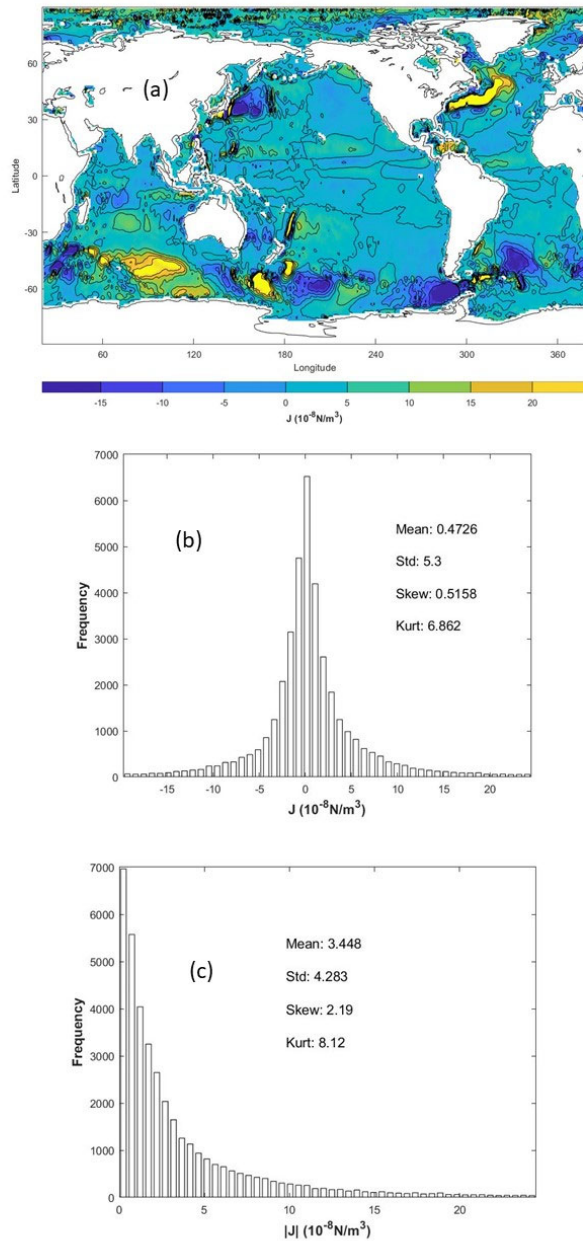 (a)
60
30
0
-30
-60
Latitude
60 120 180 240 300 360
Longitude
-15 -10 -5 0 5 10 15 20
J (10⁻⁸N/m³)
7000
6000
5000
4000
3000
2000
1000
0
Frequency
(b)
Mean: 0.4726
Std: 5.3
Skew: 0.5158
Kurt: 6.862
-15 -10 -5 0 5 10 15 20
J (10⁻⁸N/m³)
7000
6000
5000
4000
3000
2000
1000
0
Frequency
(c)
Mean: 3.448
Std: 4.283
Skew: 2.19
Kurt: 8.12
0 5 10 15 20
|J| (10⁻⁸N/m³)